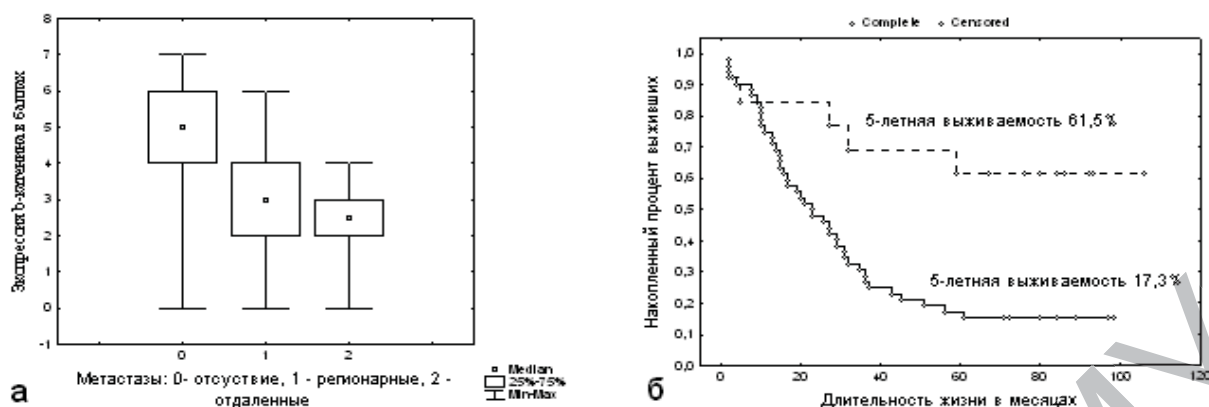 Экспрессия b-катенина в баллах
8
7
6
5
4
3
2
1
0
-1
0 1 2
Метастазы: 0- отсуствие, 1 - регионарные, 2 -
отдаленные
Median
25%-75%
Min-Max
а
Complete Censored
Накопленный процент выживших
1,0
0,9
0,8
0,7
0,6
0,5
0,4
0,3
0,2
0,1
0,0
5-летняя выживаемость 61,5%
5-летняя выживаемость 17,3%
0 20 40 60 80 100 120
Длительность жизни в месяцах
б